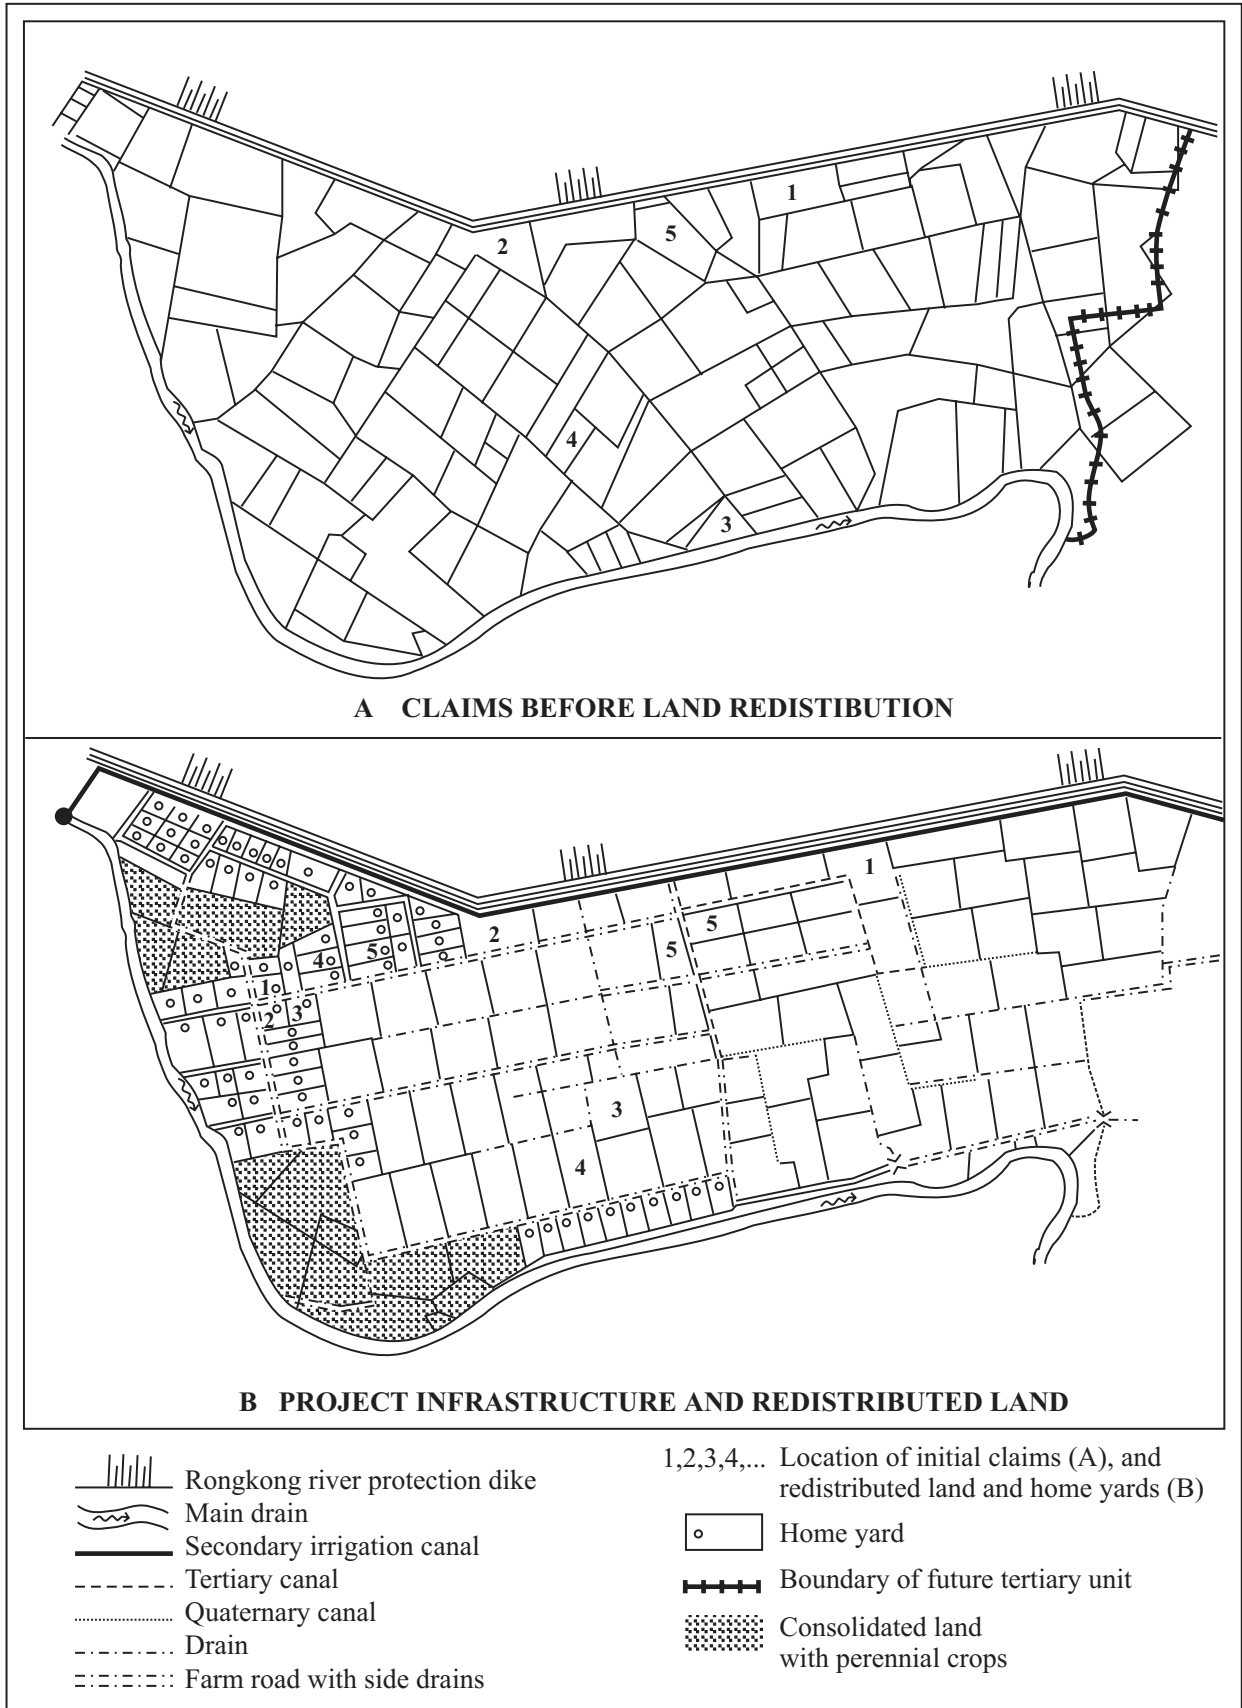 1
2
5
4
3
A CLAIMS BEFORE LAND REDISTIBUTION
1
2
5
5
4
5
1
2
3
3
4
B PROJECT INFRASTRUCTURE AND REDISTRIBUTED LAND
Rongkong river protection dike
Main drain
Secondary irrigation canal
Tertiary canal
Quaternary canal
Drain
Farm road with side drains
1,2,3,4,... Location of initial claims (A), and
redistributed land and home yards (B)
Home yard
Boundary of future tertiary unit
Consolidated land
with perennial crops